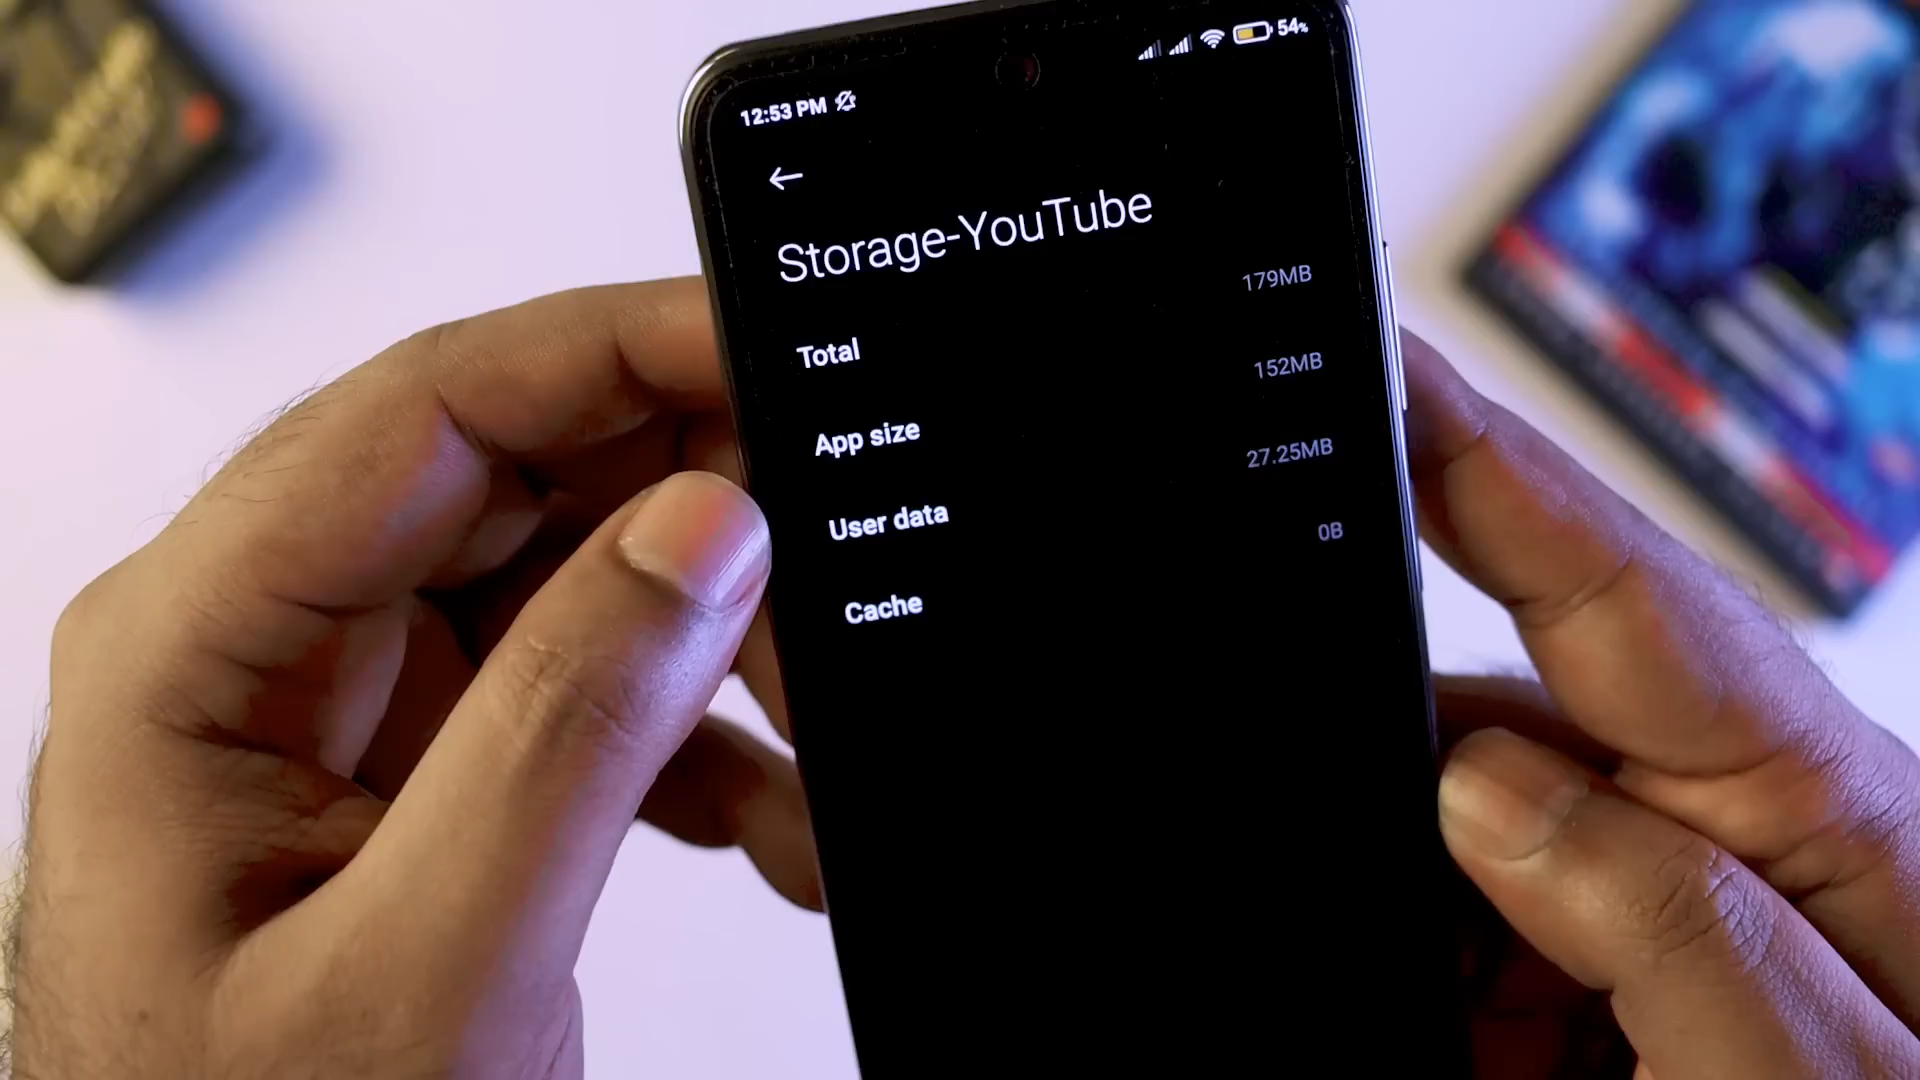 12:53 PM 54%
Storage-YouTube
Total 179MB
App size 152MB
User data 27.25MB
Cache 0B